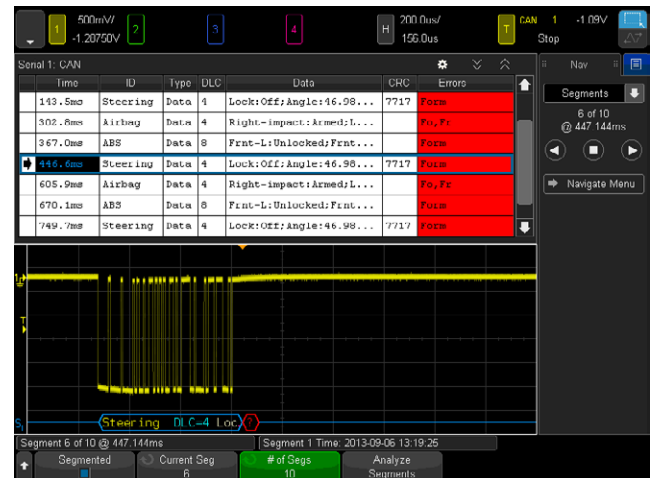 1 500mV/ 2 3 4 H 200.0us/ T CAN 1 -1.09V
-1.20750V 156.0us Stop
Serial 1: CAN
Time ID Type DLC Data CRC Errors
143.5ms Steering Data 4 Lock:Off;Angle:46.98... 7717 Form
302.8ms Airbag Data 4 Right-impact:Armed;L... Fo,Fr
367.0ms ABS Data 8 Frnt-L:Unlocked;Frnt... Form
446.6ms Steering Data 4 Lock:Off;Angle:46.98... 7717 Form
605.9ms Airbag Data 4 Right-impact:Armed;L... Fo,Fr
670.1ms ABS Data 8 Frnt-L:Unlocked;Frnt... Form
749.7ms Steering Data 4 Lock:Off;Angle:46.98... 7717 Form
Nav
Segments
6 of 10
@ 447.144ms
Navigate Menu
1
T
S1 Steering DLC=4 Loc ?
Segment 6 of 10 @ 447.144ms Segment 1 Time: 2013-09-06 13:19:25
Segmented Current Seg # of Segs Analyze
6 10 Segments